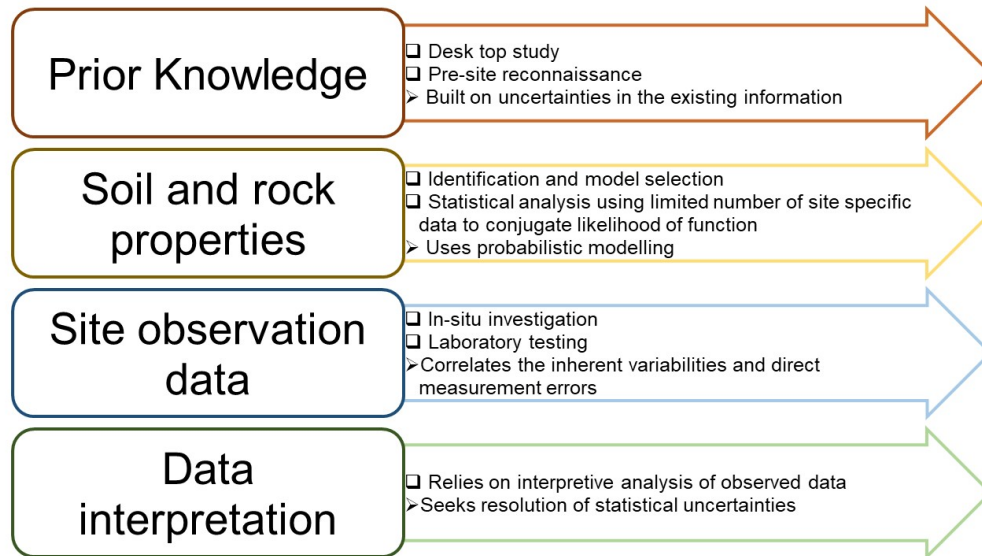 Prior Knowledge
❑ Desk top study
❑ Pre-site reconnaissance
➢ Built on uncertainties in the existing information
Soil and rock
properties
❑ Identification and model selection
❑ Statistical analysis using limited number of site specific
data to conjugate likelihood of function
➢ Uses probabilistic modelling
Site observation
data
❑ In-situ investigation
❑ Laboratory testing
➢Correlates the inherent variabilities and direct
measurement errors
Data
interpretation
❑ Relies on interpretive analysis of observed data
➢Seeks resolution of statistical uncertainties